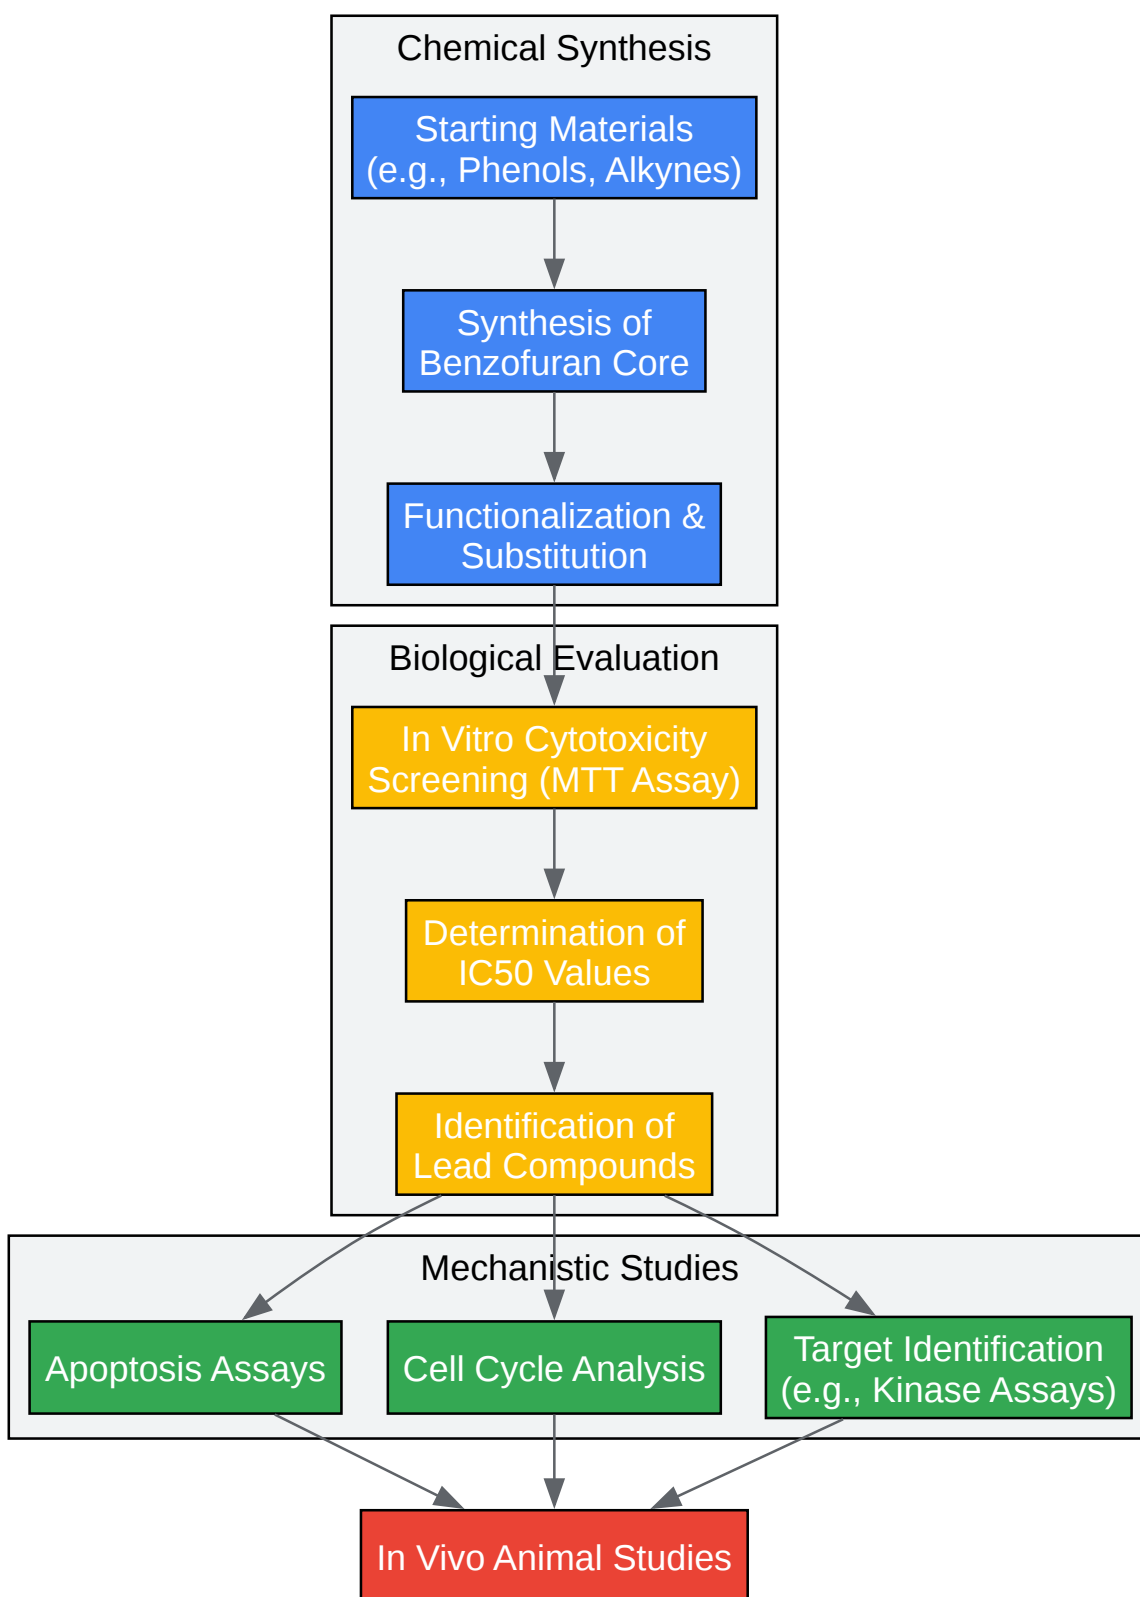 Chemical Synthesis
Starting Materials
(e.g., Phenols, Alkynes)
Synthesis of
Benzofuran Core
Functionalization &
Substitution
Biological Evaluation
In Vitro Cytotoxicity
Screening (MTT Assay)
Determination of
IC50 Values
Identification of
Lead Compounds
Mechanistic Studies
Apoptosis Assays
Cell Cycle Analysis
Target Identification
(e.g., Kinase Assays)
In Vivo Animal Studies